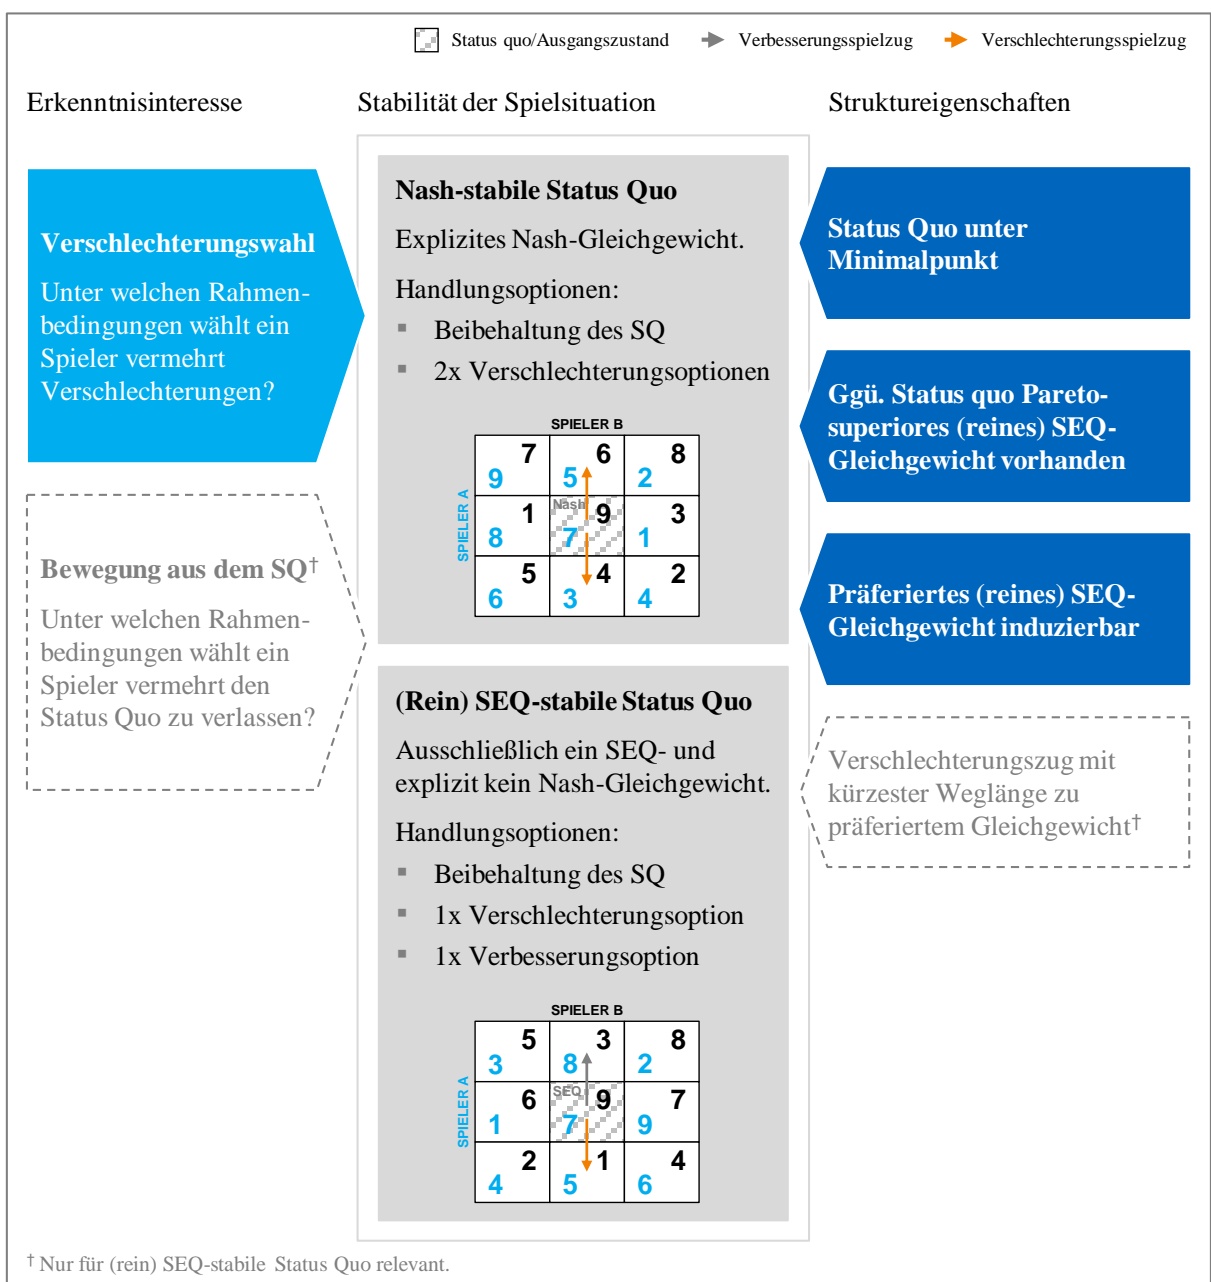 Status quo/Ausgangszustand Verbesserungsspielzug Verschlechterungsspielzug
Erkenntnisinteresse
Stabilität der Spielsituation
Struktureigenschaften
Verschlechterungswahl
Unter welchen Rahmen-
bedingungen wählt ein
Spieler vermehrt
Verschlechterungen?
Bewegung aus dem SQ†
Unter welchen Rahmen-
bedingungen wählt ein
Spieler vermehrt den
Status Quo zu verlassen?
Nash-stabile Status Quo
Explizites Nash-Gleichgewicht.
Handlungsoptionen:
▪ Beibehaltung des SQ
▪ 2x Verschlechterungsoptionen
SPIELER B
SPIELER A
7 6 8
9 5 2
Nash
1 9 3
8 7 1
5 4 2
6 3 4
(Rein) SEQ-stabile Status Quo
Ausschließlich ein SEQ- und
explizit kein Nash-Gleichgewicht.
Handlungsoptionen:
▪ Beibehaltung des SQ
▪ 1x Verschlechterungsoption
▪ 1x Verbesserungsoption
SPIELER B
SPIELER A
5 3 8
3 8 2
SEQ
6 9 7
1 7 9
2 1 4
4 5 6
Status Quo unter
Minimalpunkt
Ggü. Status quo Pareto-
superiores (reines) SEQ-
Gleichgewicht vorhanden
Präferiertes (reines) SEQ-
Gleichgewicht induzierbar
Verschlechterungszug mit
kürzester Weglänge zu
präferiertem Gleichgewicht†
† Nur für (rein) SEQ-stabile Status Quo relevant.